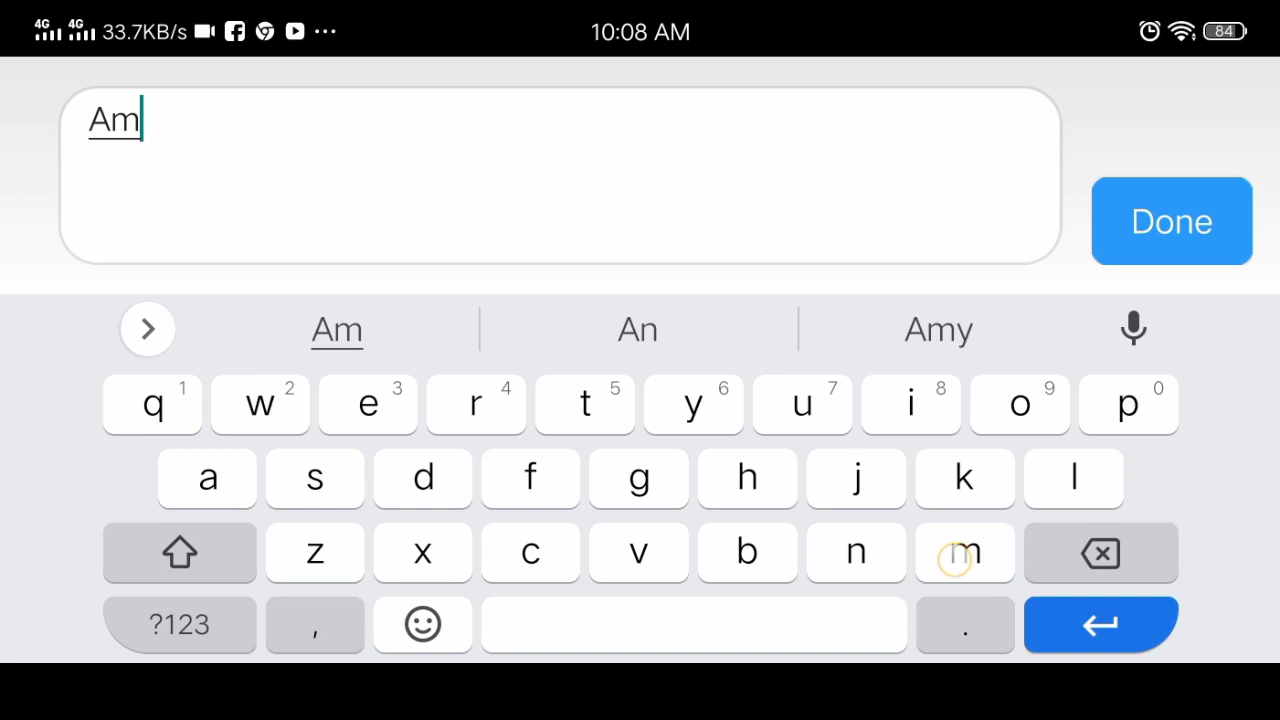 4G 4G 33.7KB/s 10:08 AM 84
Am
Done
Am An Amy
q 1 w 2 e 3 r 4 t 5 y 6 u 7 i 8 o 9 p 0
a s d f g h j k l
z x c v b n m
?123 , .